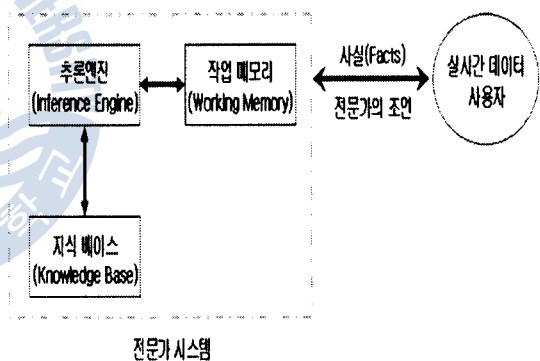 추론엔진
(Inference Engine)
작업 메모리
(Working Memory)
사실(Facts)
전문가의 조언
실시간 데이터
사용자
지식 베이스
(Knowledge Base)
전문가 시스템